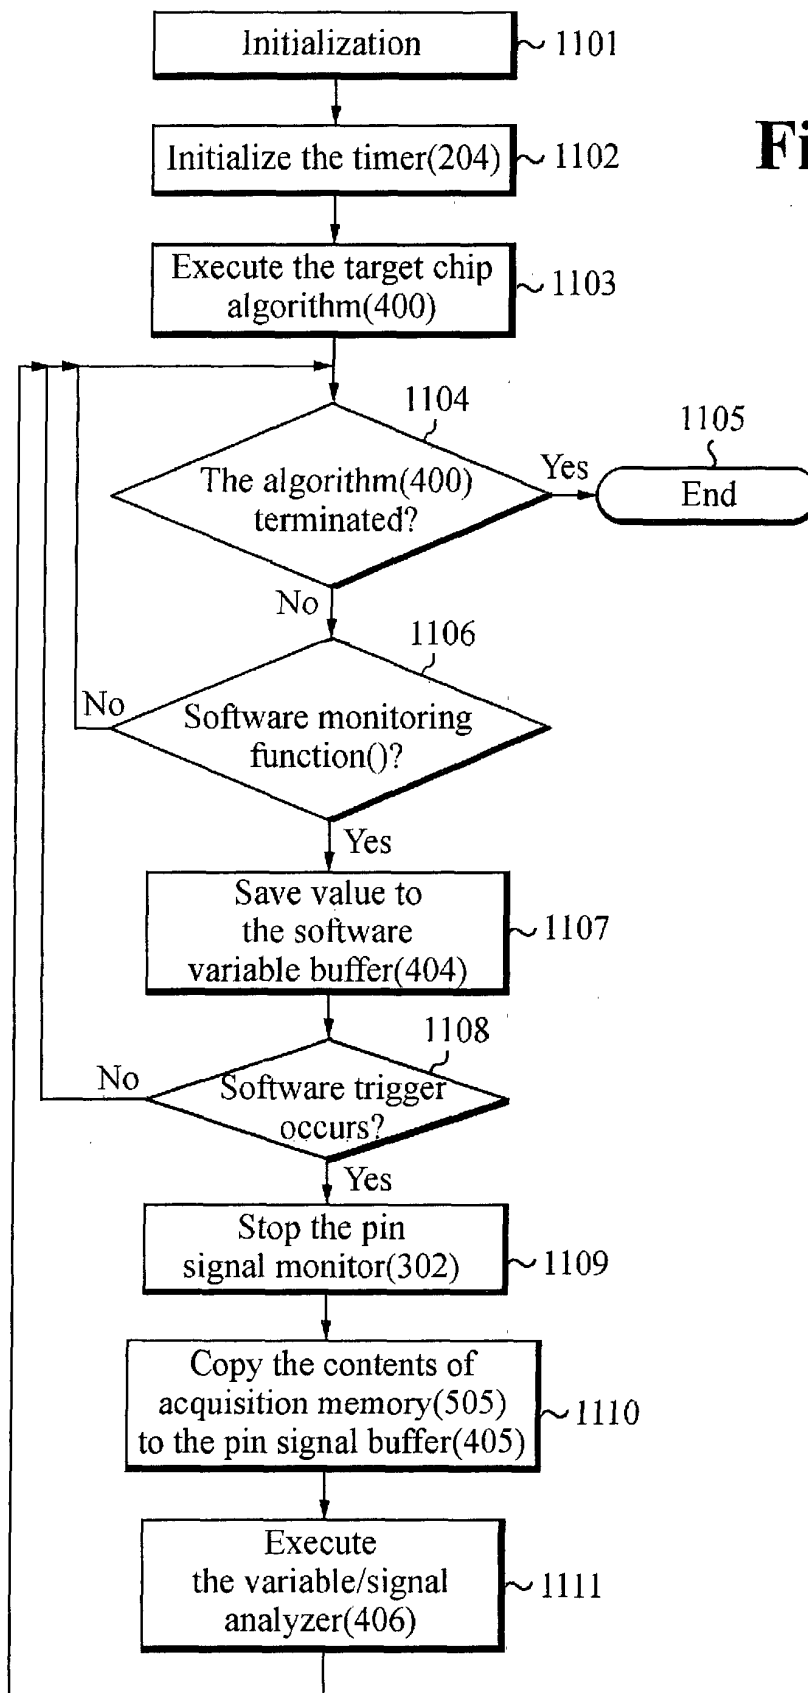 Initialization
1101
Initialize the timer(204)
1102
Fi
Execute the target chip
algorithm(400)
1103
1104
The algorithm(400)
terminated?
Yes
1105
End
No
1106
Software monitoring
function()?
No
Yes
Save value to
the software
variable buffer(404)
1107
1108
Software trigger
occurs?
No
Yes
Stop the pin
signal monitor(302)
1109
Copy the contents of
acquisition memory(505)
to the pin signal buffer(405)
1110
Execute
the variable/signal
analyzer(406)
1111